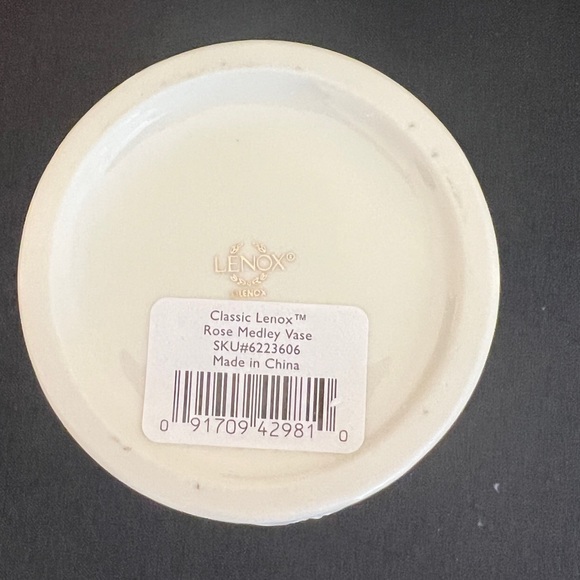 LENOX®
LENOX
Classic Lenox™
Rose Medley Vase
SKU#6223606
Made in China
0 91709 42981 0